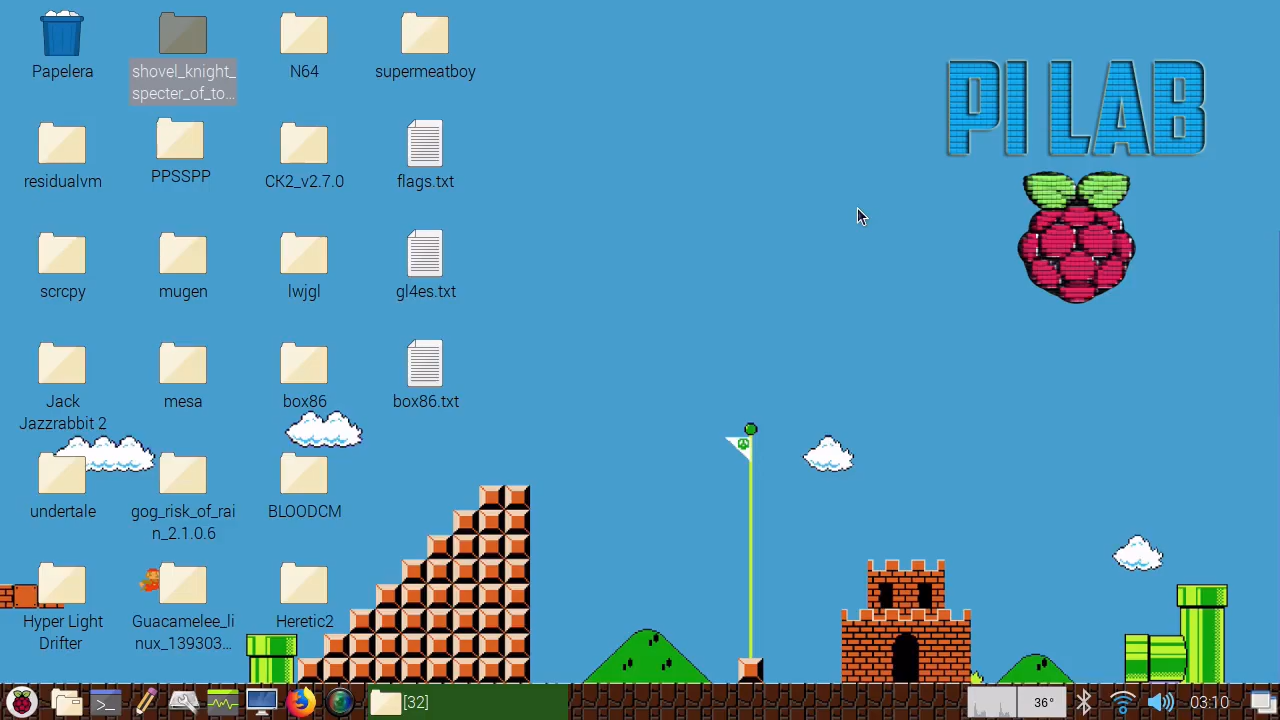 Papelera
shovel_knight_
specter_of_to...
N64
supermeatboy
PI LAB
residualvm
PPSSPP
CK2_v2.7.0
flags.txt
scrcpy
mugen
lwjgl
gl4es.txt
Jack
Jazzrabbit 2
mesa
box86
box86.txt
undertale
gog_risk_of_rai
n_2.1.0.6
BLOODCM
Hyper Light
Drifter
Guacamelee_li
nux_139303...
Heretic2
[32]
36°
03:10